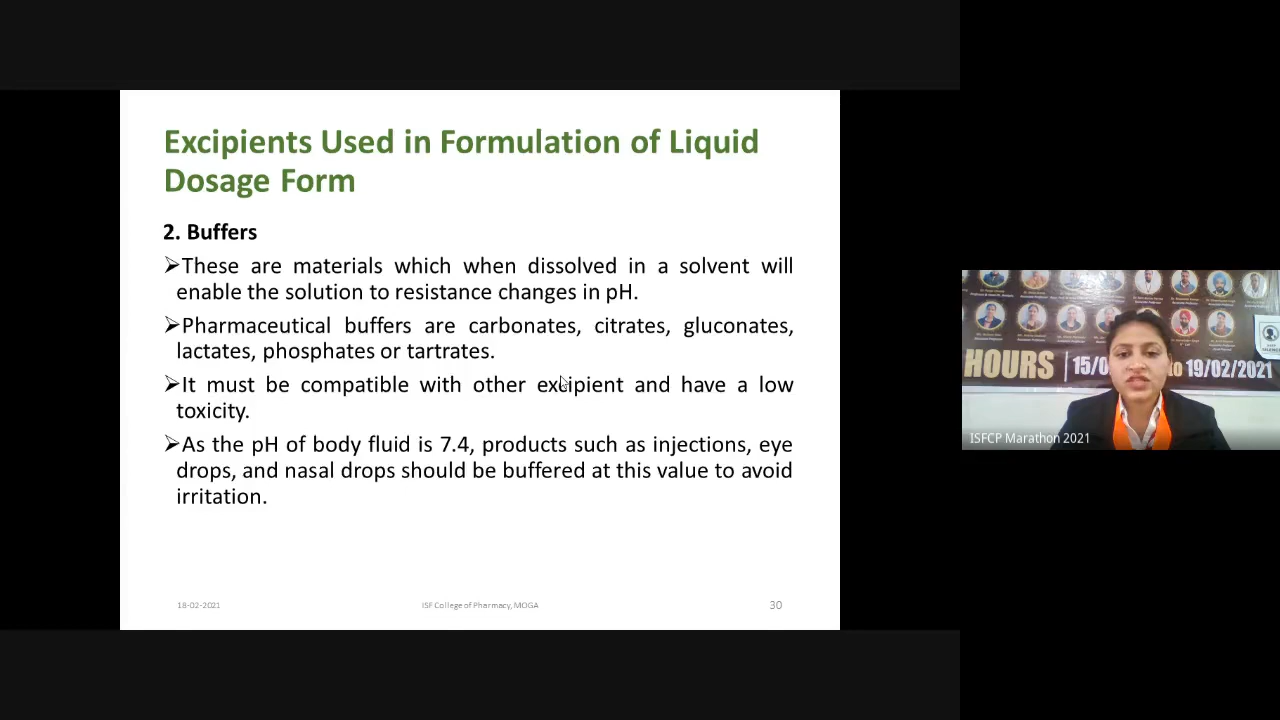 Excipients Used in Formulation of Liquid
Dosage Form
2. Buffers
➢These are materials which when dissolved in a solvent will
enable the solution to resistance changes in pH.
➢Pharmaceutical buffers are carbonates, citrates, gluconates,
lactates, phosphates or tartrates.
➢It must be compatible with other excipient and have a low
toxicity.
➢As the pH of body fluid is 7.4, products such as injections, eye
drops, and nasal drops should be buffered at this value to avoid
irritation.
18-02-2021
ISF College of Pharmacy, MOGA
30
HOURS 15/0 to 19/02/2021
ISFCP Marathon 2021